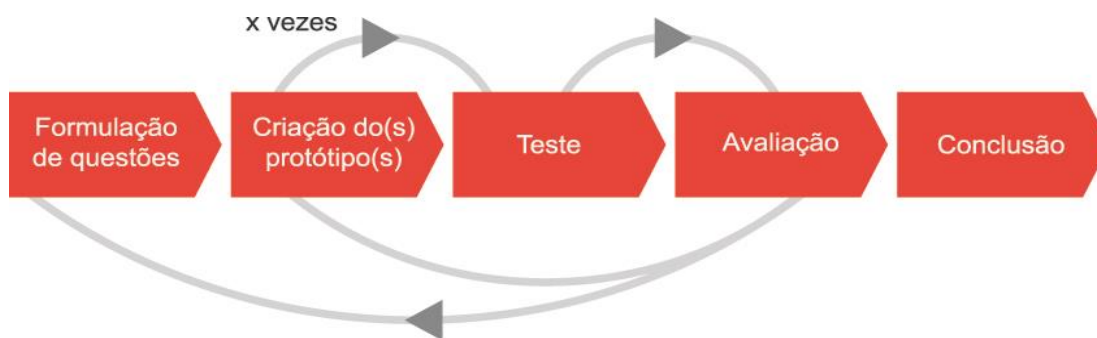 x vezes
Formulação
de questões
Criação do(s)
protótipo(s)
Teste
Avaliação
Conclusão